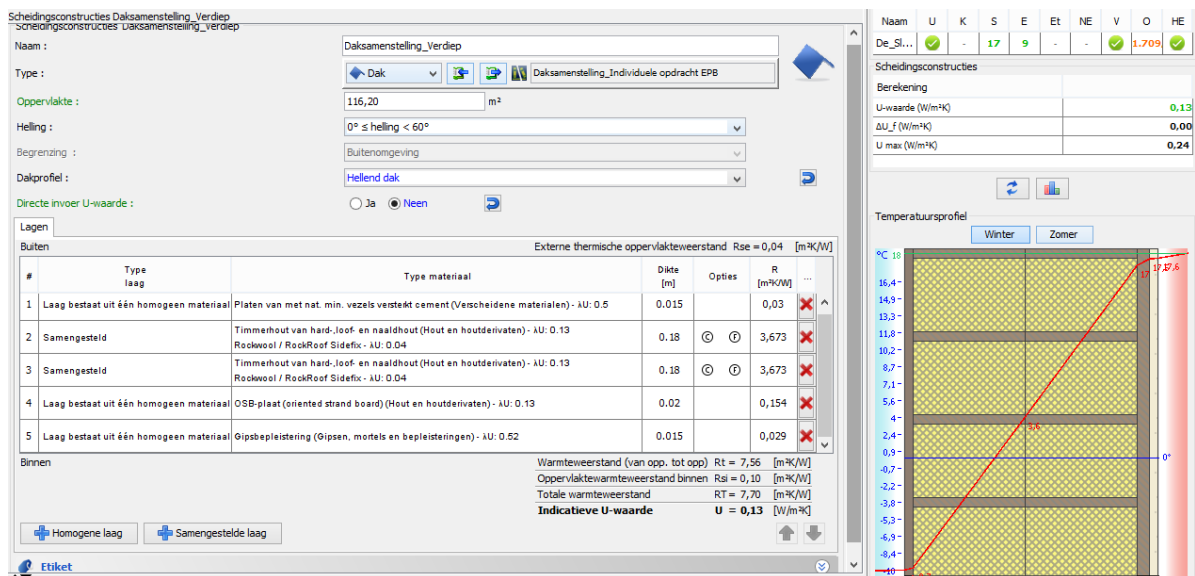 Scheidingsconstructies Daksamenstelling_Verdiep
Scheidingsconstructies Daksamenstelling_Verdiep
Naam :
Daksamenstelling_Verdiep
Type :
Dak
Daksamenstelling_Individuele opdracht EPB
Oppervlakte :
116,20
m²
Helling :
0° ≤ helling < 60°
Begrenzing :
Buitenomgeving
Dakprofiel :
Hellend dak
Directe invoer U-waarde :
Ja
Neen
Lagen
Buiten
Externe thermische oppervlakteweerstand Rse = 0,04 [m²K/W]
# Type laag Type materiaal Dikte [m] Opties R [m²K/W] ...
1 Laag bestaat uit één homogeen materiaal Platen van met nat. min. vezels versterkt cement (Verscheidene materialen) - λU: 0.5 0.015 0,03
2 Samengesteld Timmerhout van hard-,loof- en naaldhout (Hout en houtderivaten) - λU: 0.13
Rockwool / RockRoof Sidefix - λU: 0.04 0.18 C F 3,673
3 Samengesteld Timmerhout van hard-,loof- en naaldhout (Hout en houtderivaten) - λU: 0.13
Rockwool / RockRoof Sidefix - λU: 0.04 0.18 C F 3,673
4 Laag bestaat uit één homogeen materiaal OSB-plaat (oriented strand board) (Hout en houtderivaten) - λU: 0.13 0.02 0,154
5 Laag bestaat uit één homogeen materiaal Gipsbepleistering (Gipsen, mortels en bepleisteringen) - λU: 0.52 0.015 0,029
Binnen
Warmteweerstand (van opp. tot opp) Rt = 7,56 [m²K/W]
Oppervlaktewarmteweerstand binnen Rsi = 0,10 [m²K/W]
Totale warmteweerstand RT = 7,70 [m²K/W]
Indicatieve U-waarde U = 0,13 [W/m²K]
Homogene laag
Samengestelde laag
Etiket
Naam U K S E Et NE V O HE
De_Sl... - 17 9 - - 1.709,
Scheidingsconstructies
Berekening
U-waarde (W/m²K) 0,13
ΔU_f (W/m²K) 0,00
U max (W/m²K) 0,24
Temperatuursprofiel
Winter
Zomer
°C 18
17 17,6
16,4
14,9
13,3
11,8
10,2
8,7
7,1
5,6
4
3,6
2,4
0,9
0°
-0,7
-2,2
-3,8
-5,3
-6,9
-8,4
-10